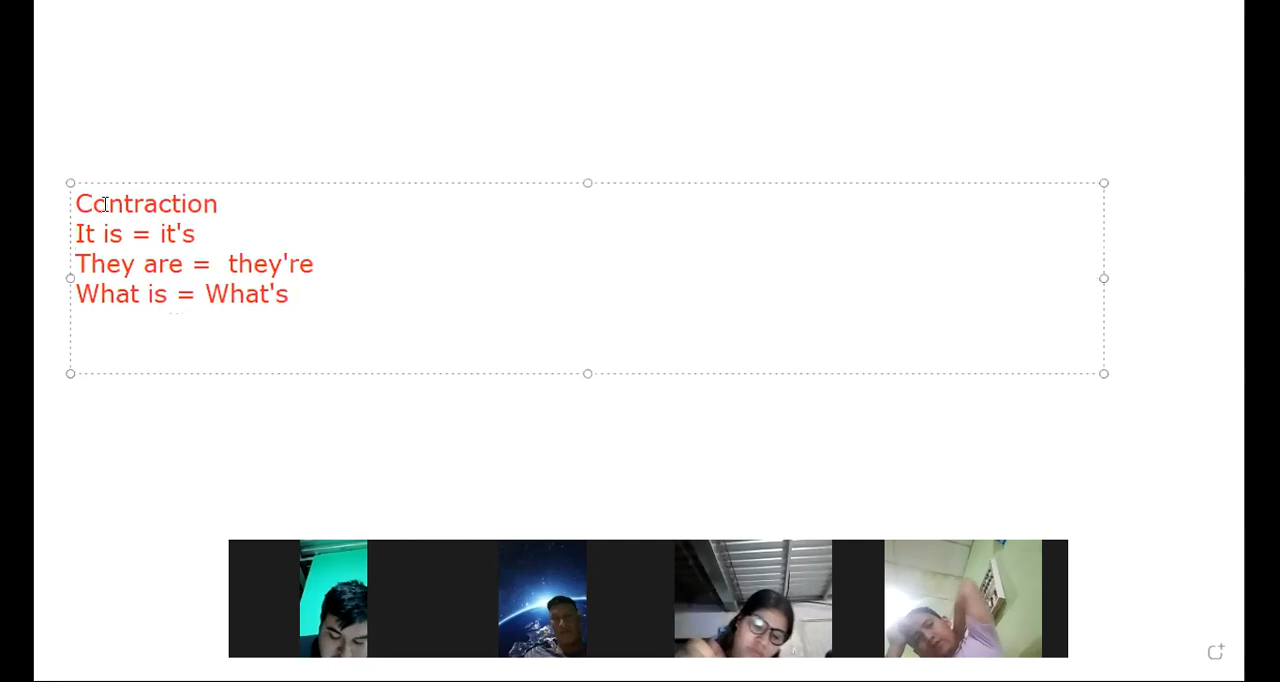 Contraction
It is = it's
They are =  they're
What is = What's